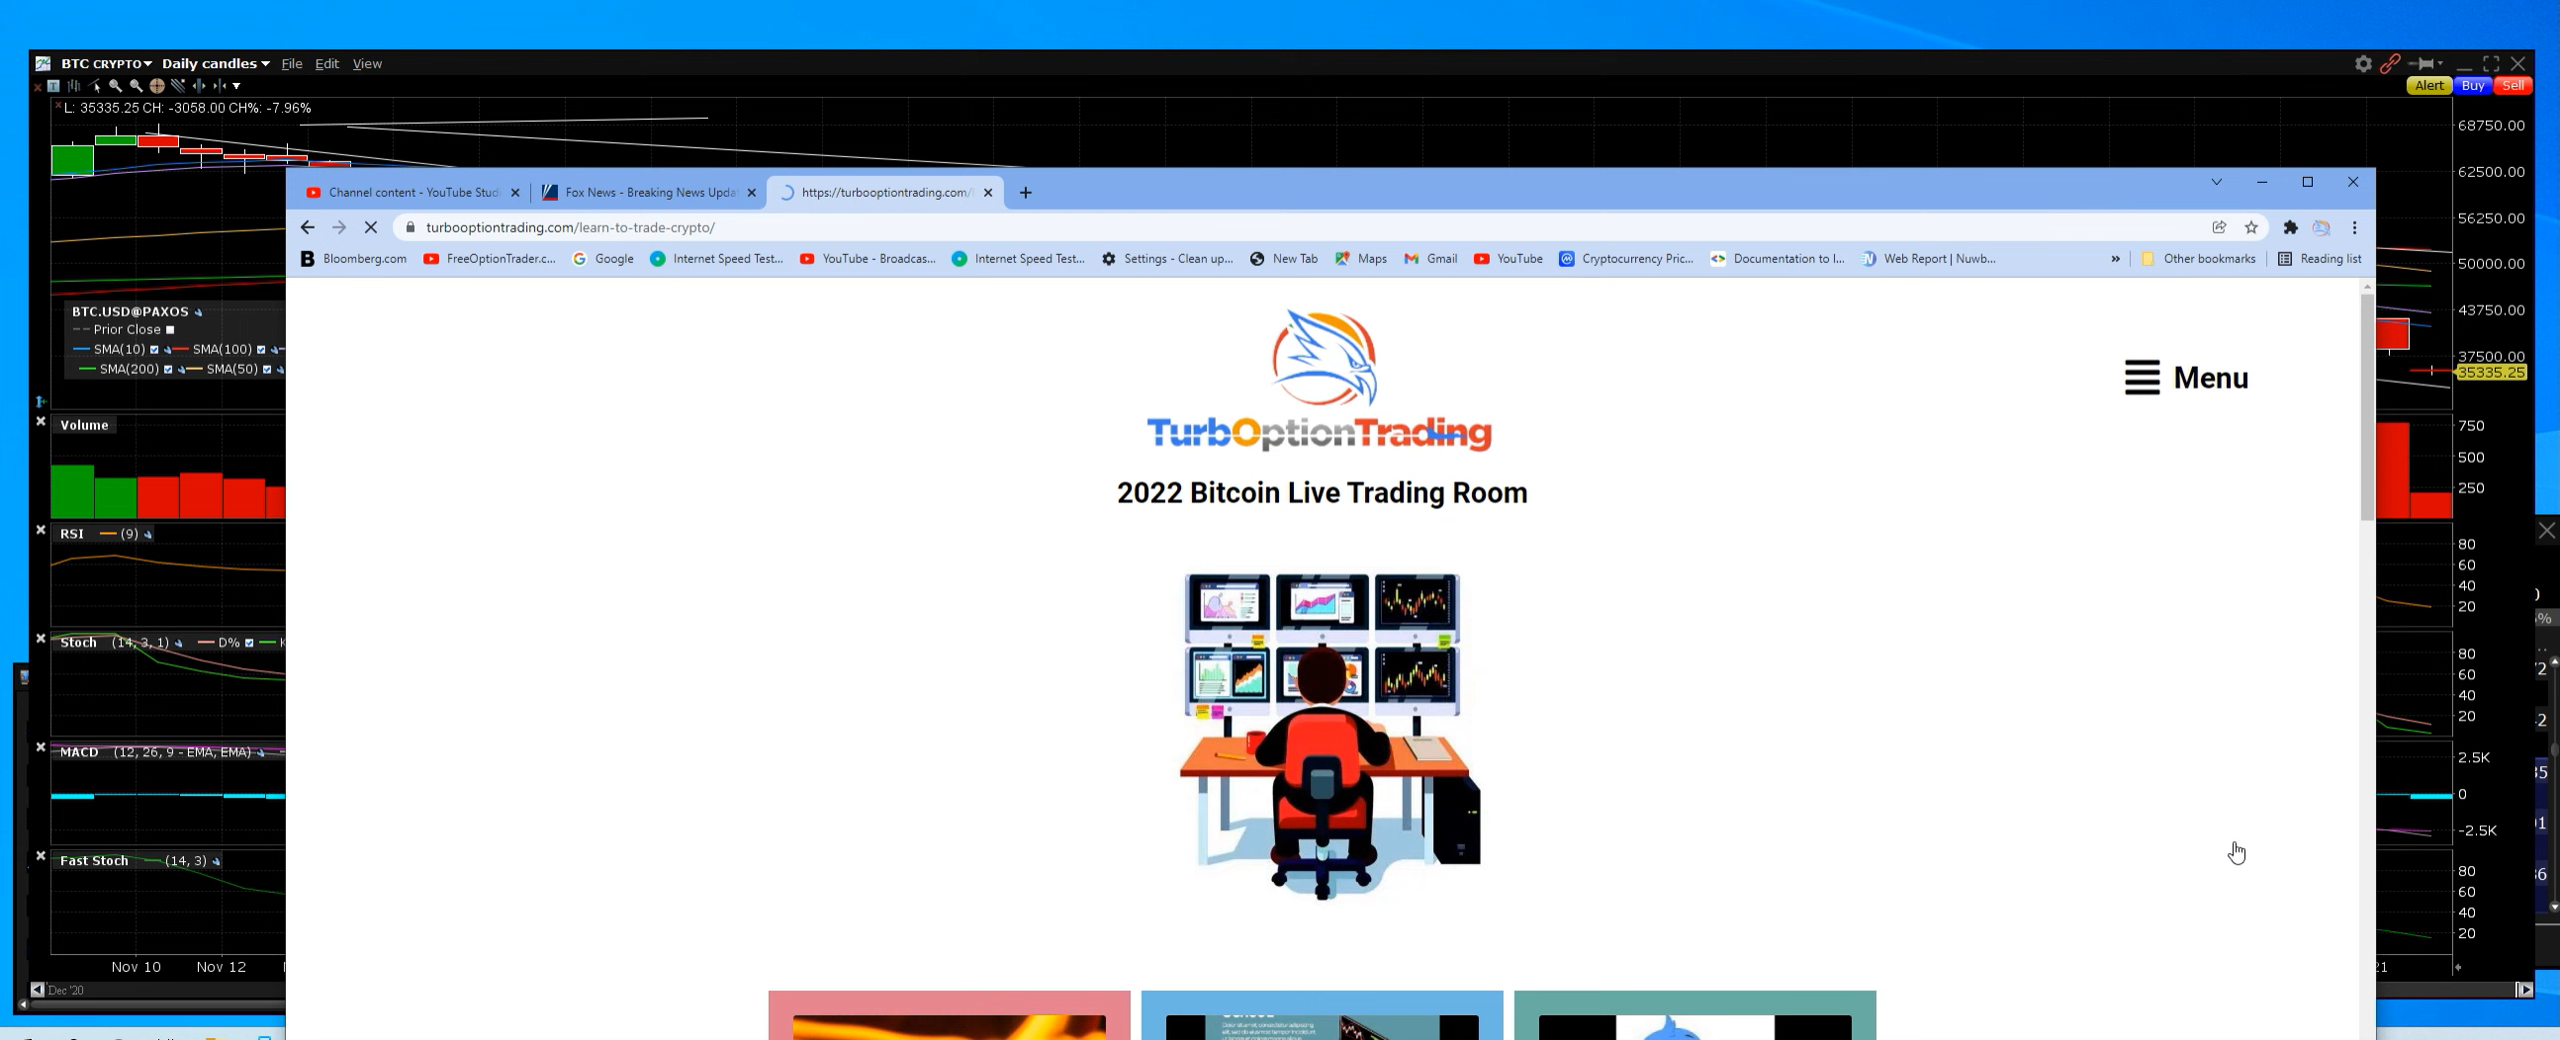 BTC CRYPTO Daily candles File Edit View
Alert Buy Sell
L: 35335.25 CH: -3058.00 CH%: -7.96%
68750.00
62500.00
56250.00
50000.00
43750.00
37500.00
35335.25
Channel content - YouTube Stud
Fox News - Breaking News Upda
https://turbooptiontrading.com/
turbooptiontrading.com/learn-to-trade-crypto/
Bloomberg.com FreeOptionTrader.c... Google Internet Speed Test... YouTube - Broadcas... Internet Speed Test... Settings - Clean up... New Tab Maps Gmail YouTube Cryptocurrency Pric... Documentation to I... Web Report | Nuwb... » Other bookmarks Reading list
BTC.USD@PAXOS
Prior Close
SMA(10) SMA(100)
SMA(200) SMA(50)
TurbOptionTrading
Menu
2022 Bitcoin Live Trading Room
Volume
750
500
250
RSI (9)
80
60
40
20
Stoch (14, 3, 1) D%
80
60
40
20
MACD (12, 26, 9 - EMA, EMA)
2.5K
0
-2.5K
Fast Stoch (14, 3)
80
60
40
20
Nov 10 Nov 12
21
Dec '20